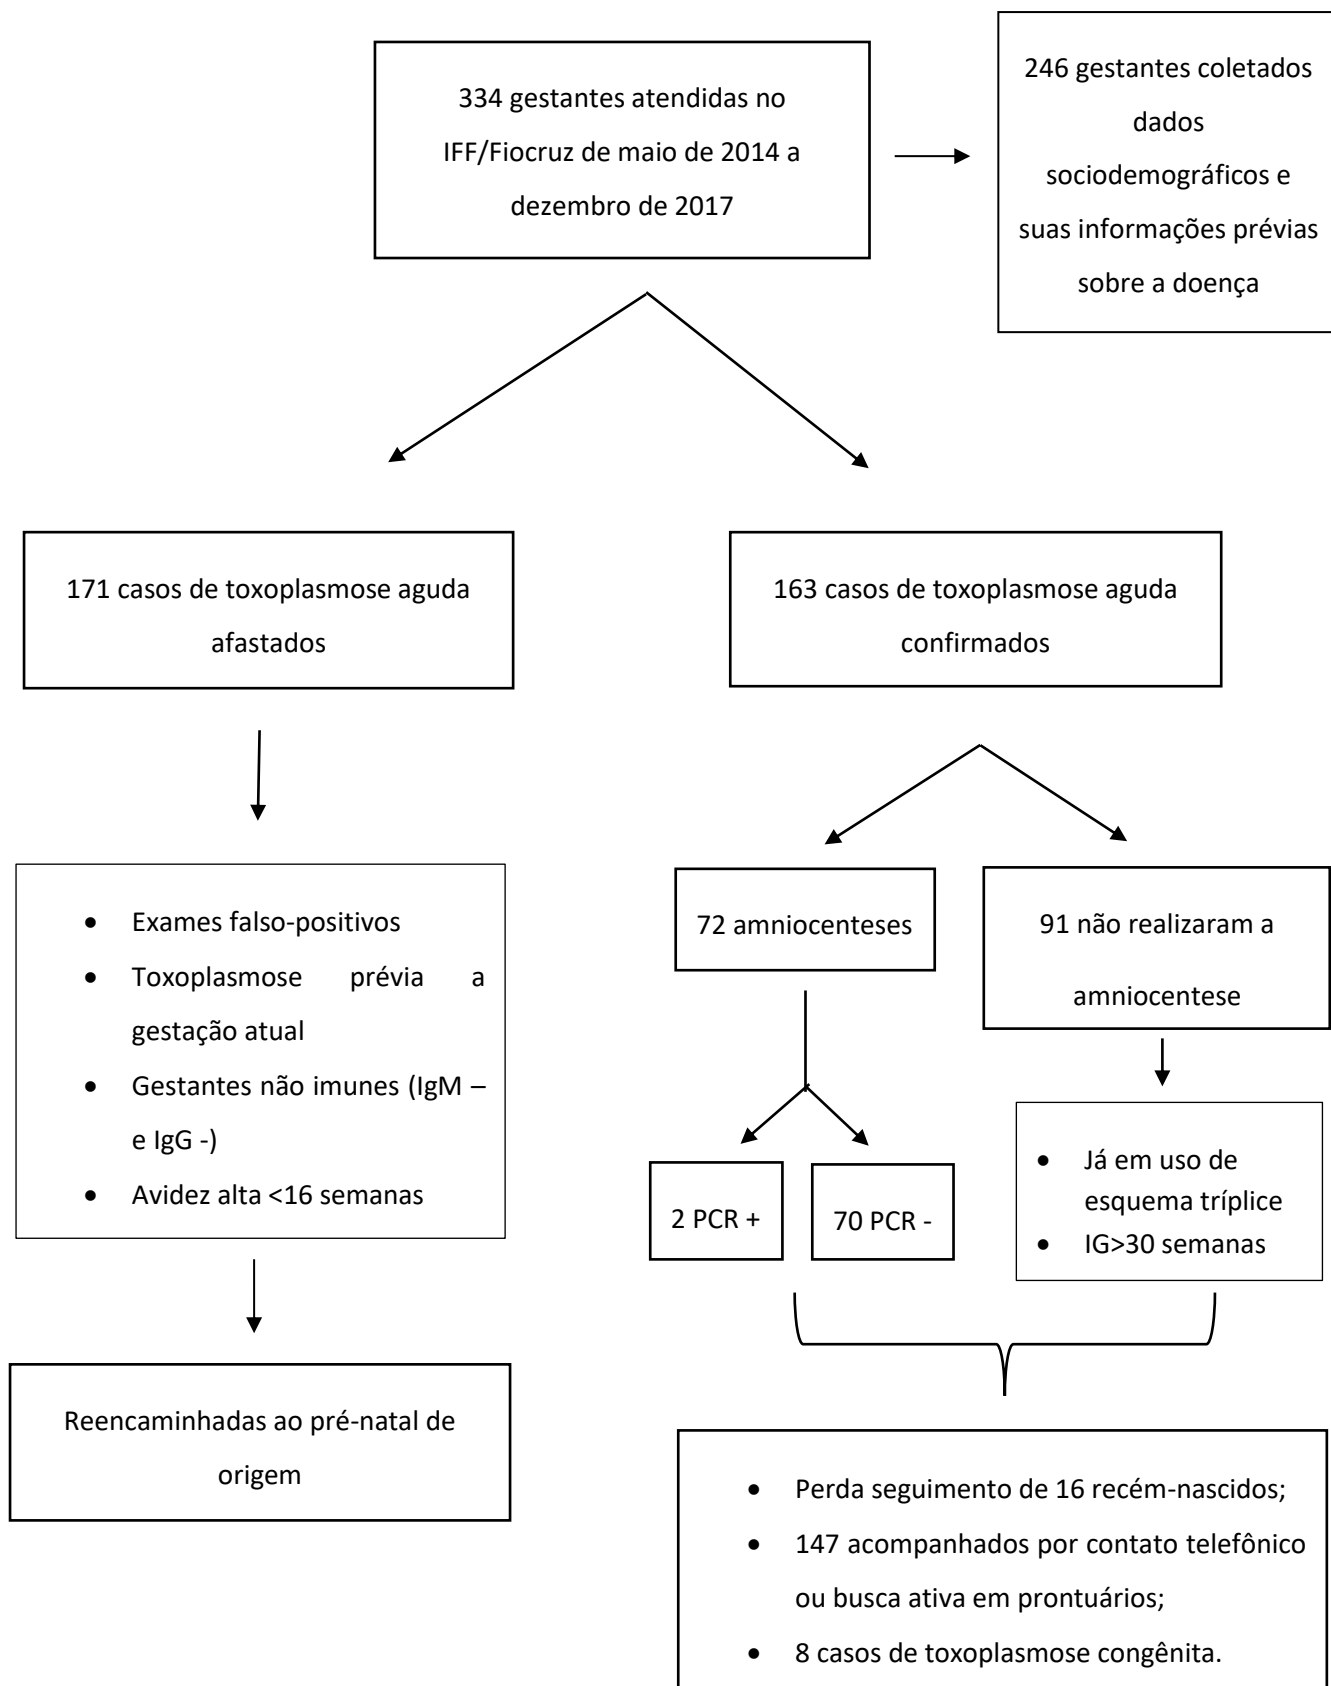 334 gestantes atendidas no
IFF/Fiocruz de maio de 2014 a
dezembro de 2017
246 gestantes coletados
dados
sociodemográficos e
suas informações prévias
sobre a doença
171 casos de toxoplasmose aguda
afastados
163 casos de toxoplasmose aguda
confirmados
• Exames falso-positivos
• Toxoplasmose prévia a
gestação atual
• Gestantes não imunes (IgM –
e IgG -)
• Avidez alta <16 semanas
72 amniocenteses
91 não realizaram a
amniocentese
2 PCR +
70 PCR -
• Já em uso de
esquema tríplice
• IG>30 semanas
Reencaminhadas ao pré-natal de
origem
• Perda seguimento de 16 recém-nascidos;
• 147 acompanhados por contato telefônico
ou busca ativa em prontuários;
• 8 casos de toxoplasmose congênita.